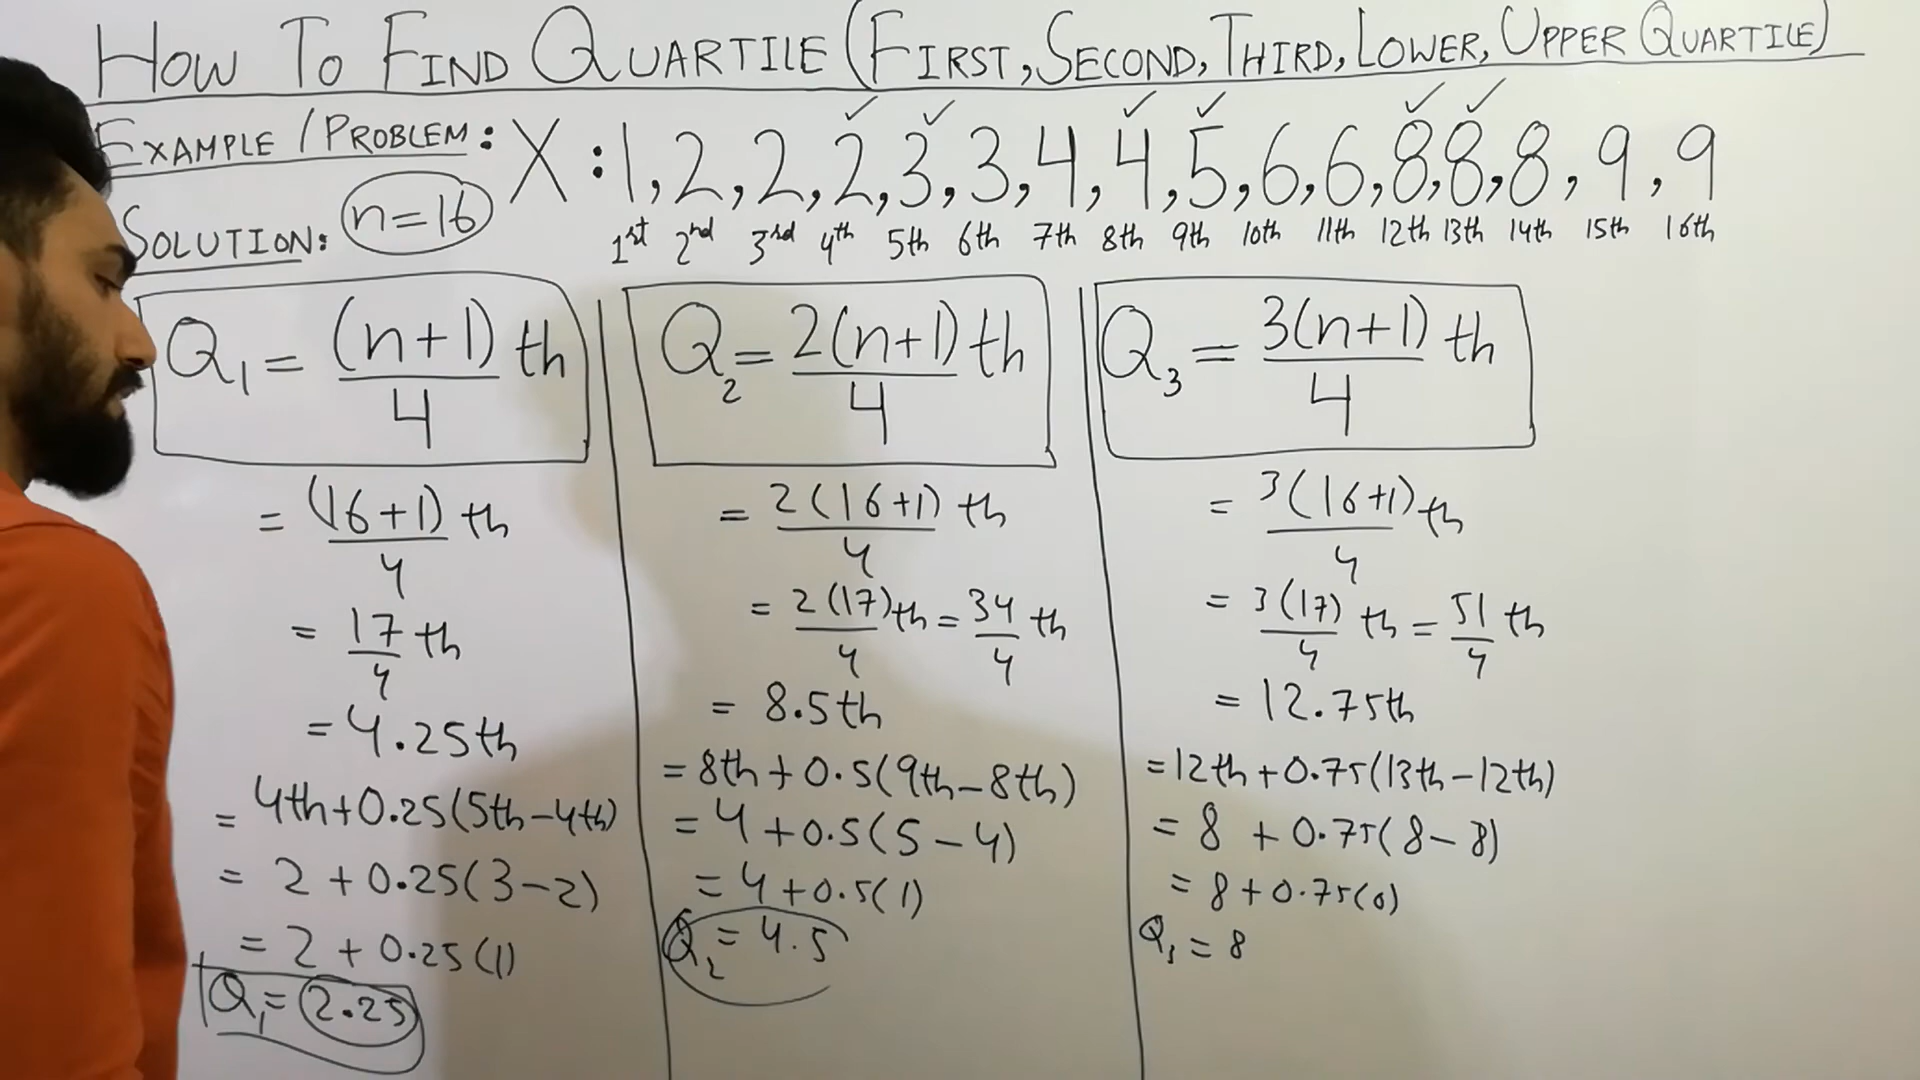 HOW TO FIND QUARTILE (FIRST, SECOND, THIRD, LOWER, UPPER QUARTILE)
EXAMPLE / PROBLEM: X : 1, 2, 2, 2, 3, 3, 4, 4, 5, 6, 6, 8, 8, 8, 9, 9
SOLUTION: n=16 1st 2nd 3rd 4th 5th 6th 7th 8th 9th 10th 11th 12th 13th 14th 15th 16th
Q₁ = (n+1)/4 th
= (16+1)/4 th
= 17/4 th
= 4.25th
= 4th+0.25(5th-4th)
= 2 + 0.25(3-2)
= 2 + 0.25(1)
Q₁= 2.25
Q₂ = 2(n+1)/4 th
= 2(16+1)/4 th
= 2(17)/4 th = 34/4 th
= 8.5th
= 8th+0.5(9th-8th)
= 4 +0.5(5-4)
= 4 +0.5(1)
Q₂ = 4.5
Q₃ = 3(n+1)/4 th
= 3(16+1)/4 th
= 3(17)/4 th = 51/4 th
= 12.75th
= 12th+0.75(13th-12th)
= 8 + 0.75(8-8)
= 8 + 0.75(0)
Q₃ = 8